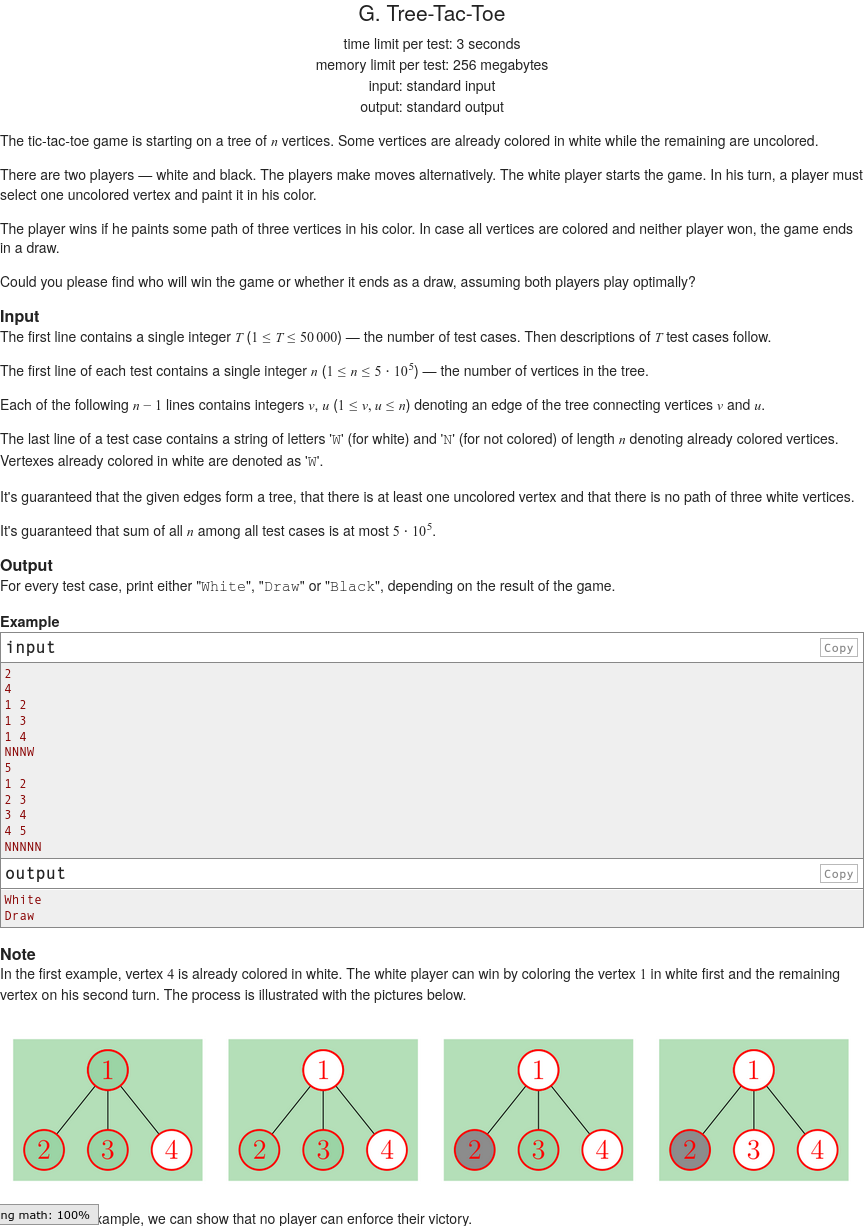 G. Tree-Tac-Toe
time limit per test: 3 seconds
memory limit per test: 256 megabytes
input: standard input
output: standard output
The tic-tac-toe game is starting on a tree of n vertices. Some vertices are already colored in white while the remaining are uncolored.
There are two players — white and black. The players make moves alternatively. The white player starts the game. In his turn, a player must
select one uncolored vertex and paint it in his color.
The player wins if he paints some path of three vertices in his color. In case all vertices are colored and neither player won, the game ends
in a draw.
Could you please find who will win the game or whether it ends as a draw, assuming both players play optimally?
Input
The first line contains a single integer T (1 ≤ T ≤ 50 000) — the number of test cases. Then descriptions of T test cases follow.
The first line of each test contains a single integer n (1 ≤ n ≤ 5 · 10^5) — the number of vertices in the tree.
Each of the following n − 1 lines contains integers v, u (1 ≤ v, u ≤ n) denoting an edge of the tree connecting vertices v and u.
The last line of a test case contains a string of letters 'W' (for white) and 'N' (for not colored) of length n denoting already colored vertices.
Vertexes already colored in white are denoted as 'W'.
It's guaranteed that the given edges form a tree, that there is at least one uncolored vertex and that there is no path of three white vertices.
It's guaranteed that sum of all n among all test cases is at most 5 · 10^5.
Output
For every test case, print either "White", "Draw" or "Black", depending on the result of the game.
Example
input Copy
2
4
1 2
1 3
1 4
NNNW
5
1 2
2 3
3 4
4 5
NNNNN
output Copy
White
Draw
Note
In the first example, vertex 4 is already colored in white. The white player can win by coloring the vertex 1 in white first and the remaining
vertex on his second turn. The process is illustrated with the pictures below.
1 1 1 1
2 3 4 2 3 4 2 3 4 2 3 4
ng math: 100% xample, we can show that no player can enforce their victory.